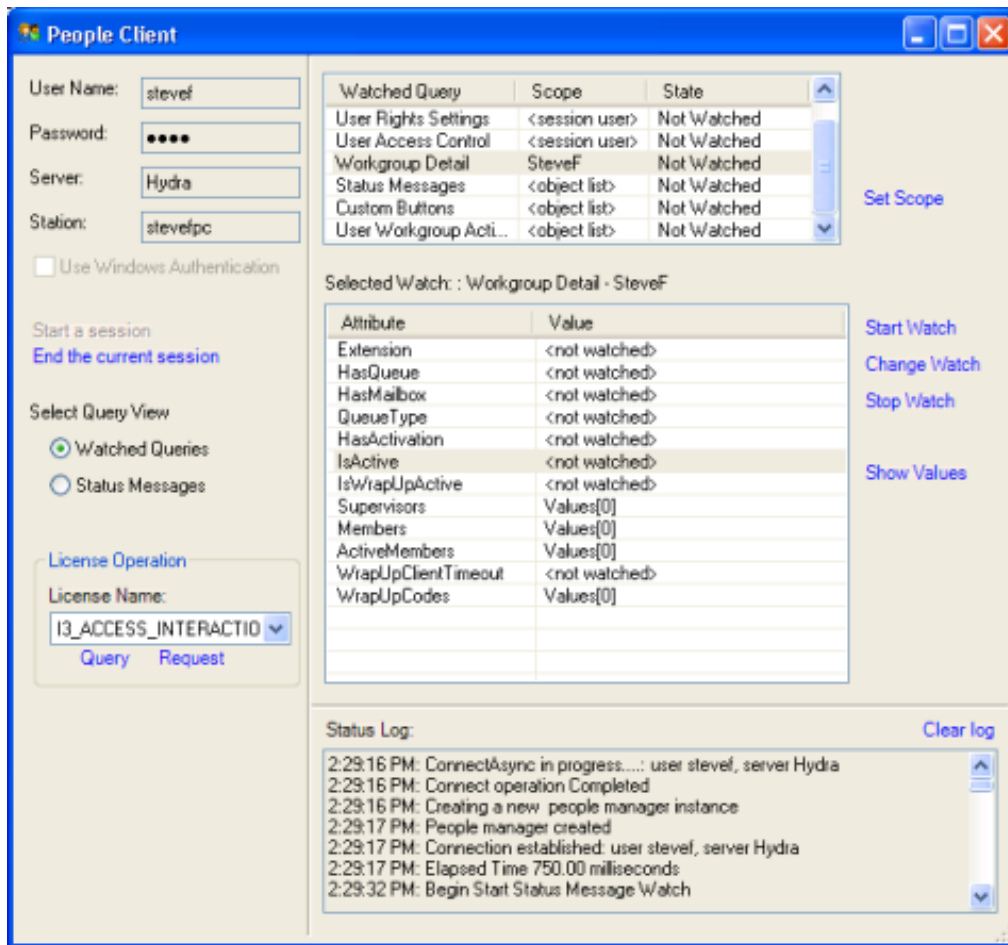 People Client
User Name: stevef
Password: ••••
Server: Hydra
Station: stevefpc
Use Windows Authentication
Start a session
End the current session
Select Query View
Watched Queries
Status Messages
License Operation
License Name:
I3_ACCESS_INTERACTIO
Query Request
Watched Query Scope State
User Rights Settings <session user> Not Watched
User Access Control <session user> Not Watched
Workgroup Detail SteveF Not Watched
Status Messages <object list> Not Watched
Custom Buttons <object list> Not Watched
User Workgroup Acti... <object list> Not Watched
Set Scope
Selected Watch: : Workgroup Detail - SteveF
Attribute Value
Extension <not watched>
HasQueue <not watched>
HasMailbox <not watched>
QueueType <not watched>
HasActivation <not watched>
IsActive <not watched>
IsWrapUpActive <not watched>
Supervisors Values[0]
Members Values[0]
ActiveMembers Values[0]
WrapUpClientTimeout <not watched>
WrapUpCodes Values[0]
Start Watch
Change Watch
Stop Watch
Show Values
Status Log:
Clear log
2:29:16 PM: ConnectAsync in progress....: user stevef, server Hydra
2:29:16 PM: Connect operation Completed
2:29:16 PM: Creating a new  people manager instance
2:29:17 PM: People manager created
2:29:17 PM: Connection established: user stevef, server Hydra
2:29:17 PM: Elapsed Time 750.00 milliseconds
2:29:32 PM: Begin Start Status Message Watch